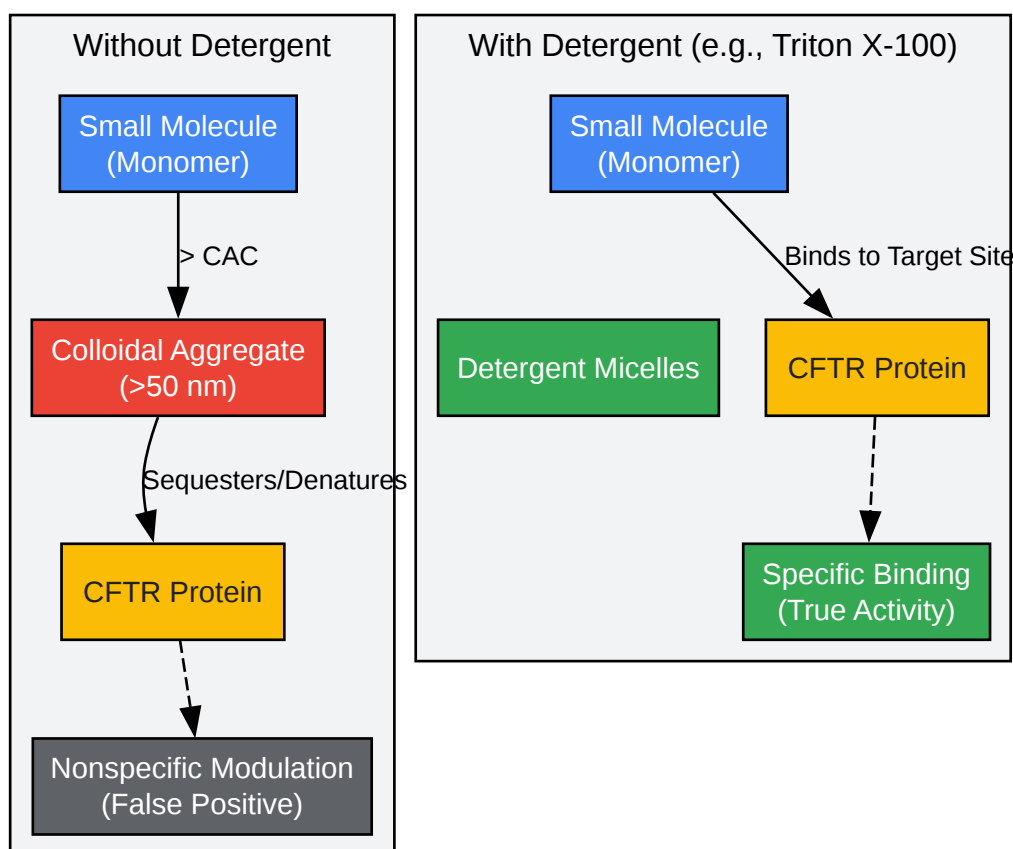 Without Detergent
Small Molecule
(Monomer)
> CAC
Colloidal Aggregate
(>50 nm)
Sequesters/Denatures
CFTR Protein
Nonspecific Modulation
(False Positive)
With Detergent (e.g., Triton X-100)
Small Molecule
(Monomer)
Binds to Target Site
Detergent Micelles
CFTR Protein
Specific Binding
(True Activity)